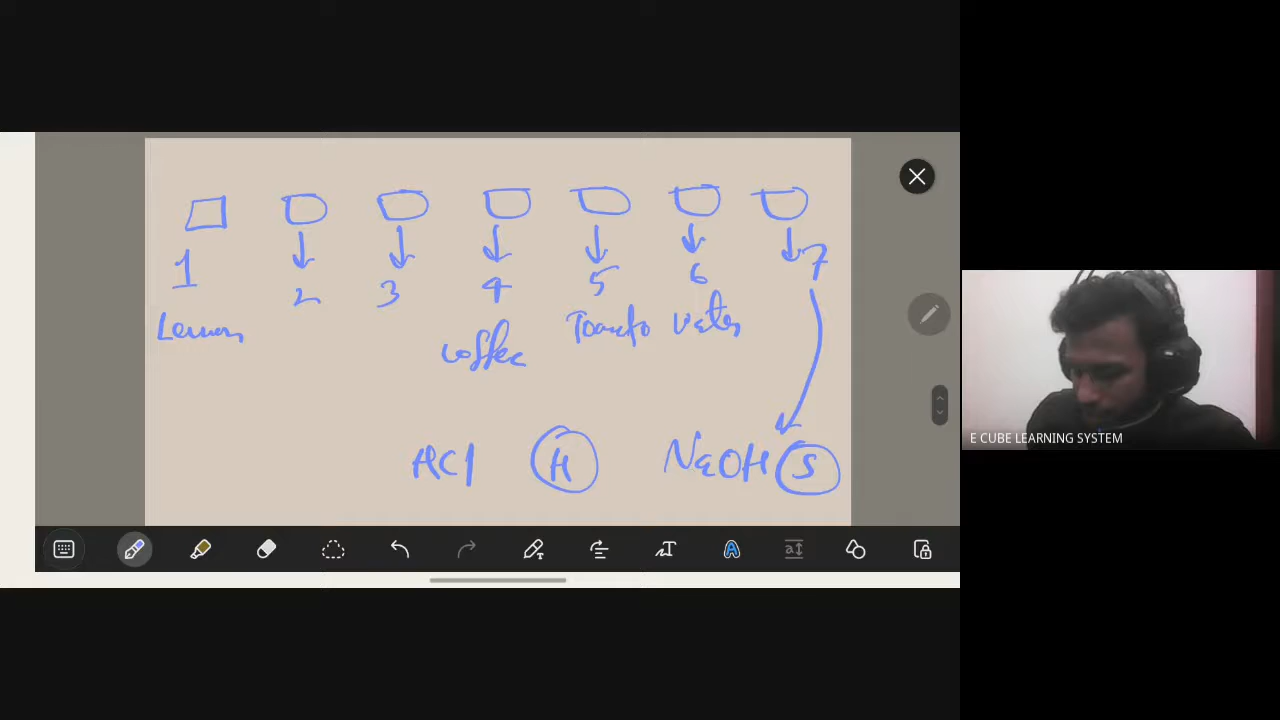 1 2 3 4 5 6 7
Lemon coffee Tomato water
HCl H NaOH S
E CUBE LEARNING SYSTEM